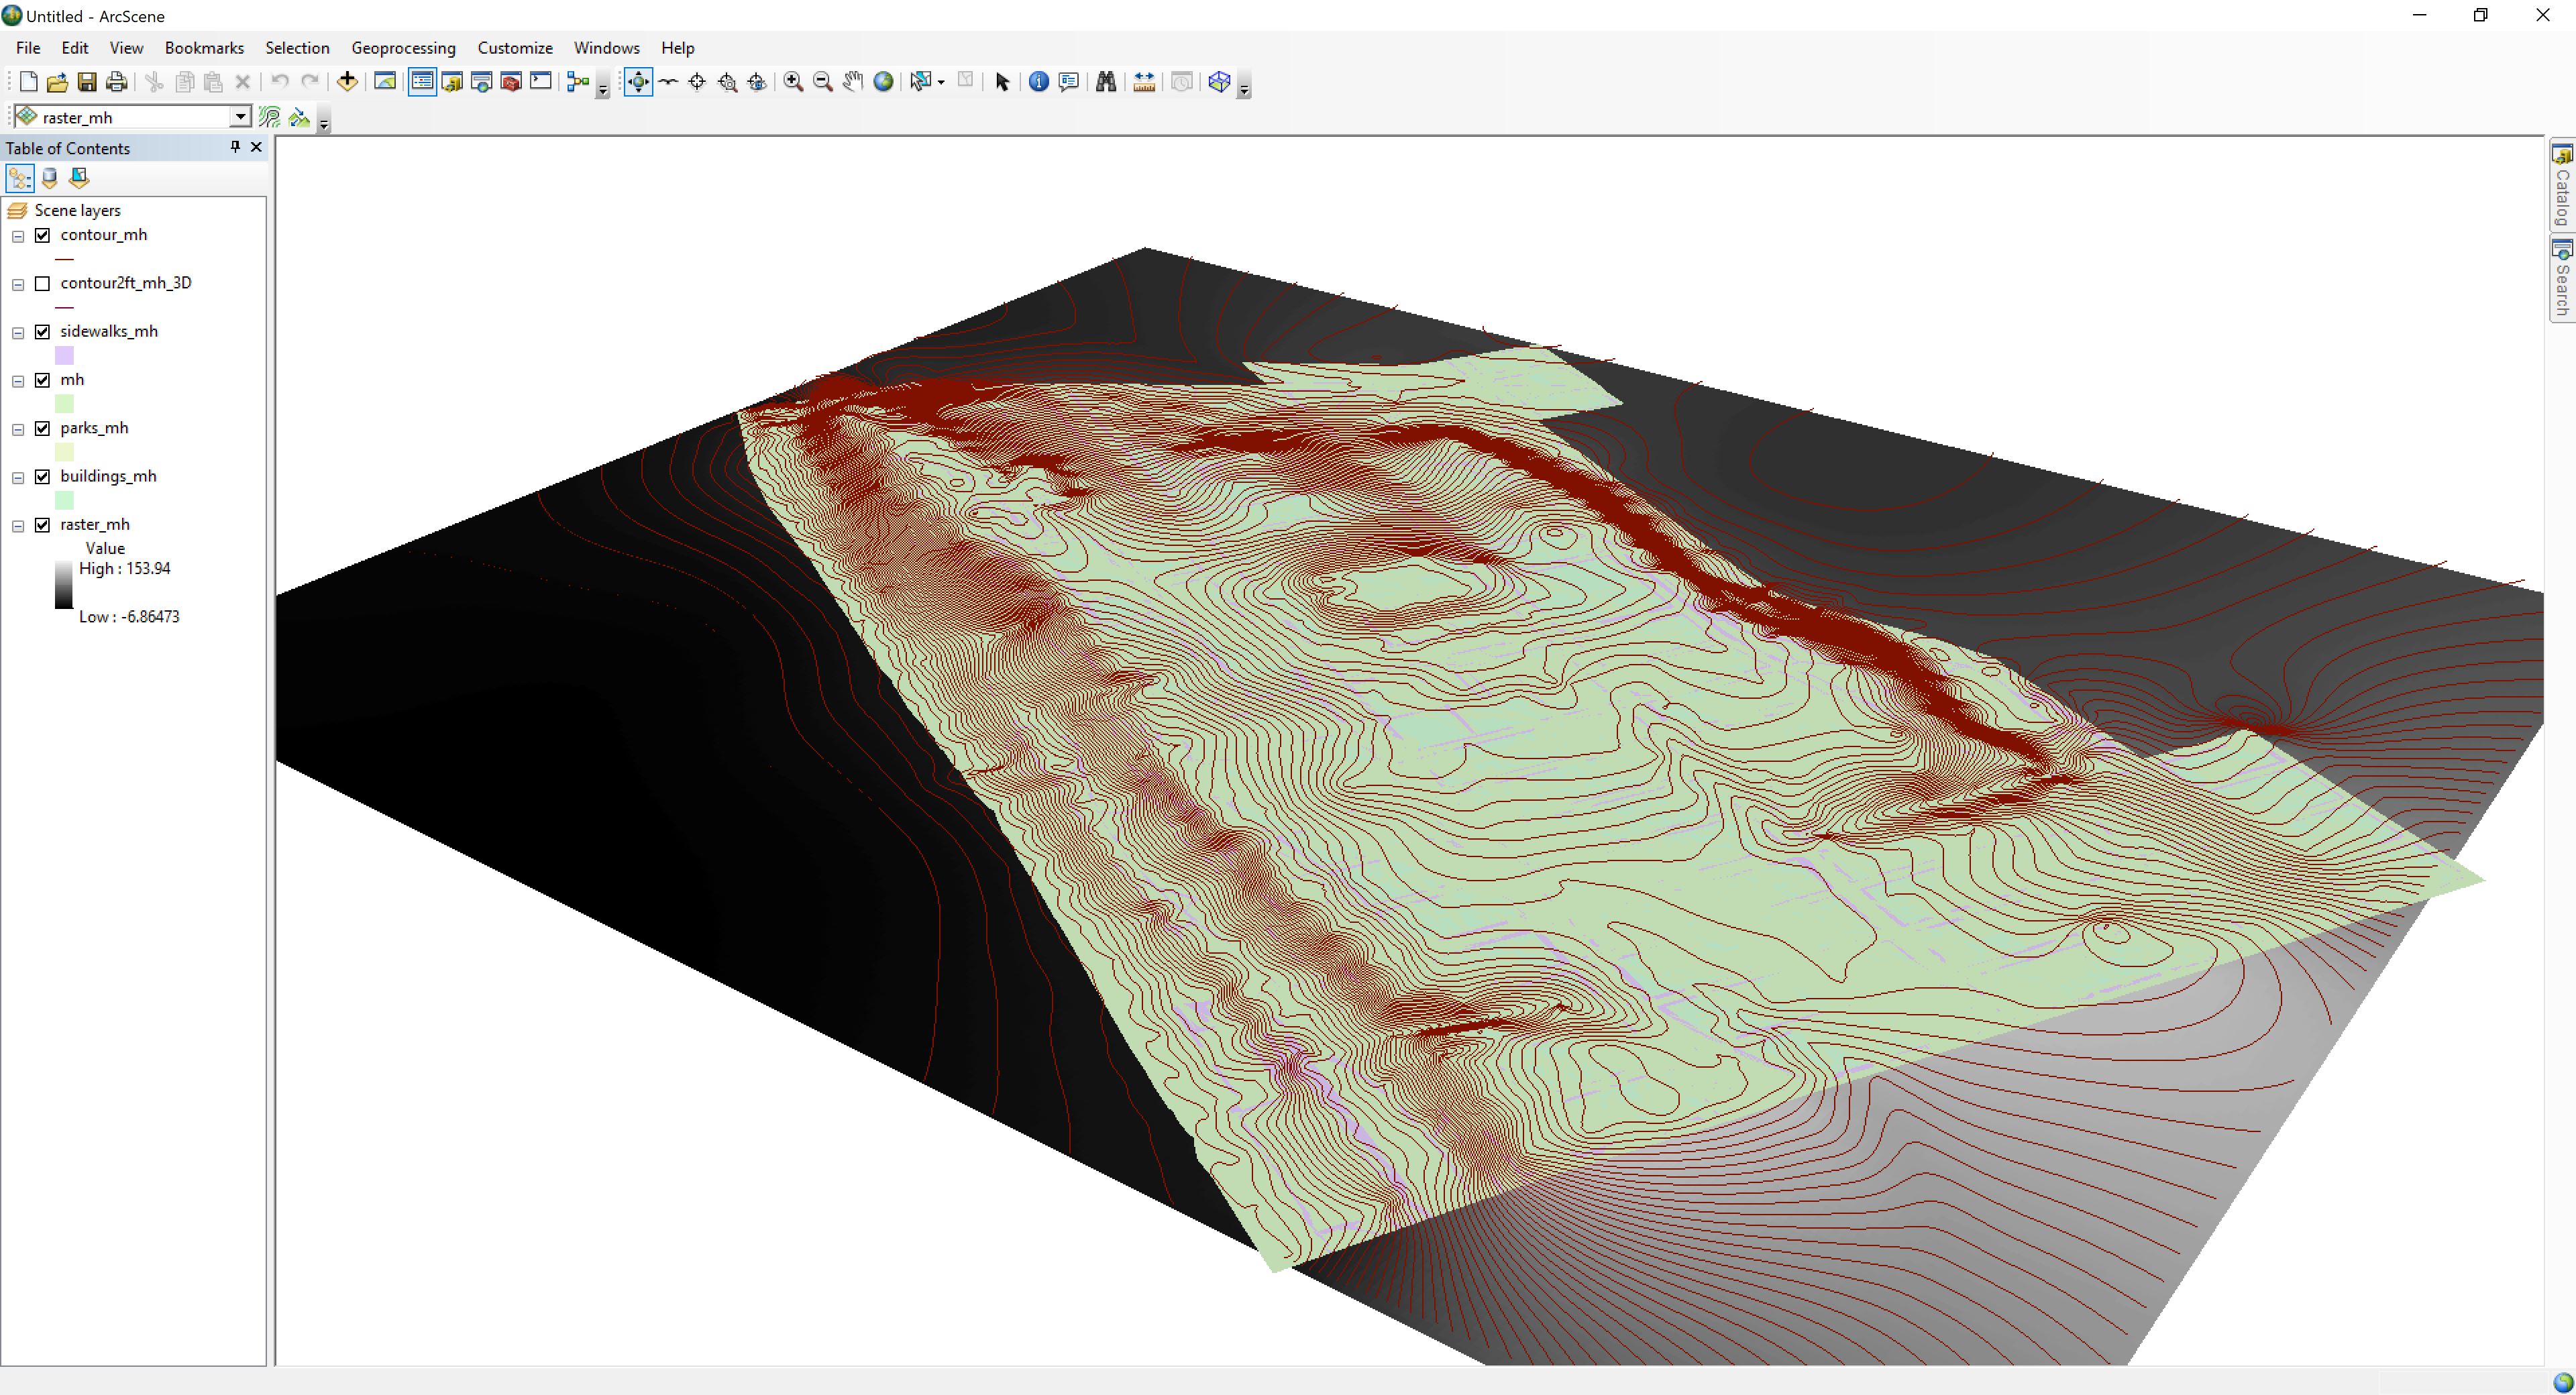 Untitled - ArcScene
File Edit View Bookmarks Selection Geoprocessing Customize Windows Help
raster_mh
Table of Contents
Scene layers
contour_mh
contour2ft_mh_3D
sidewalks_mh
mh
parks_mh
buildings_mh
raster_mh
Value
High : 153.94
Low : -6.86473
Catalog
Search